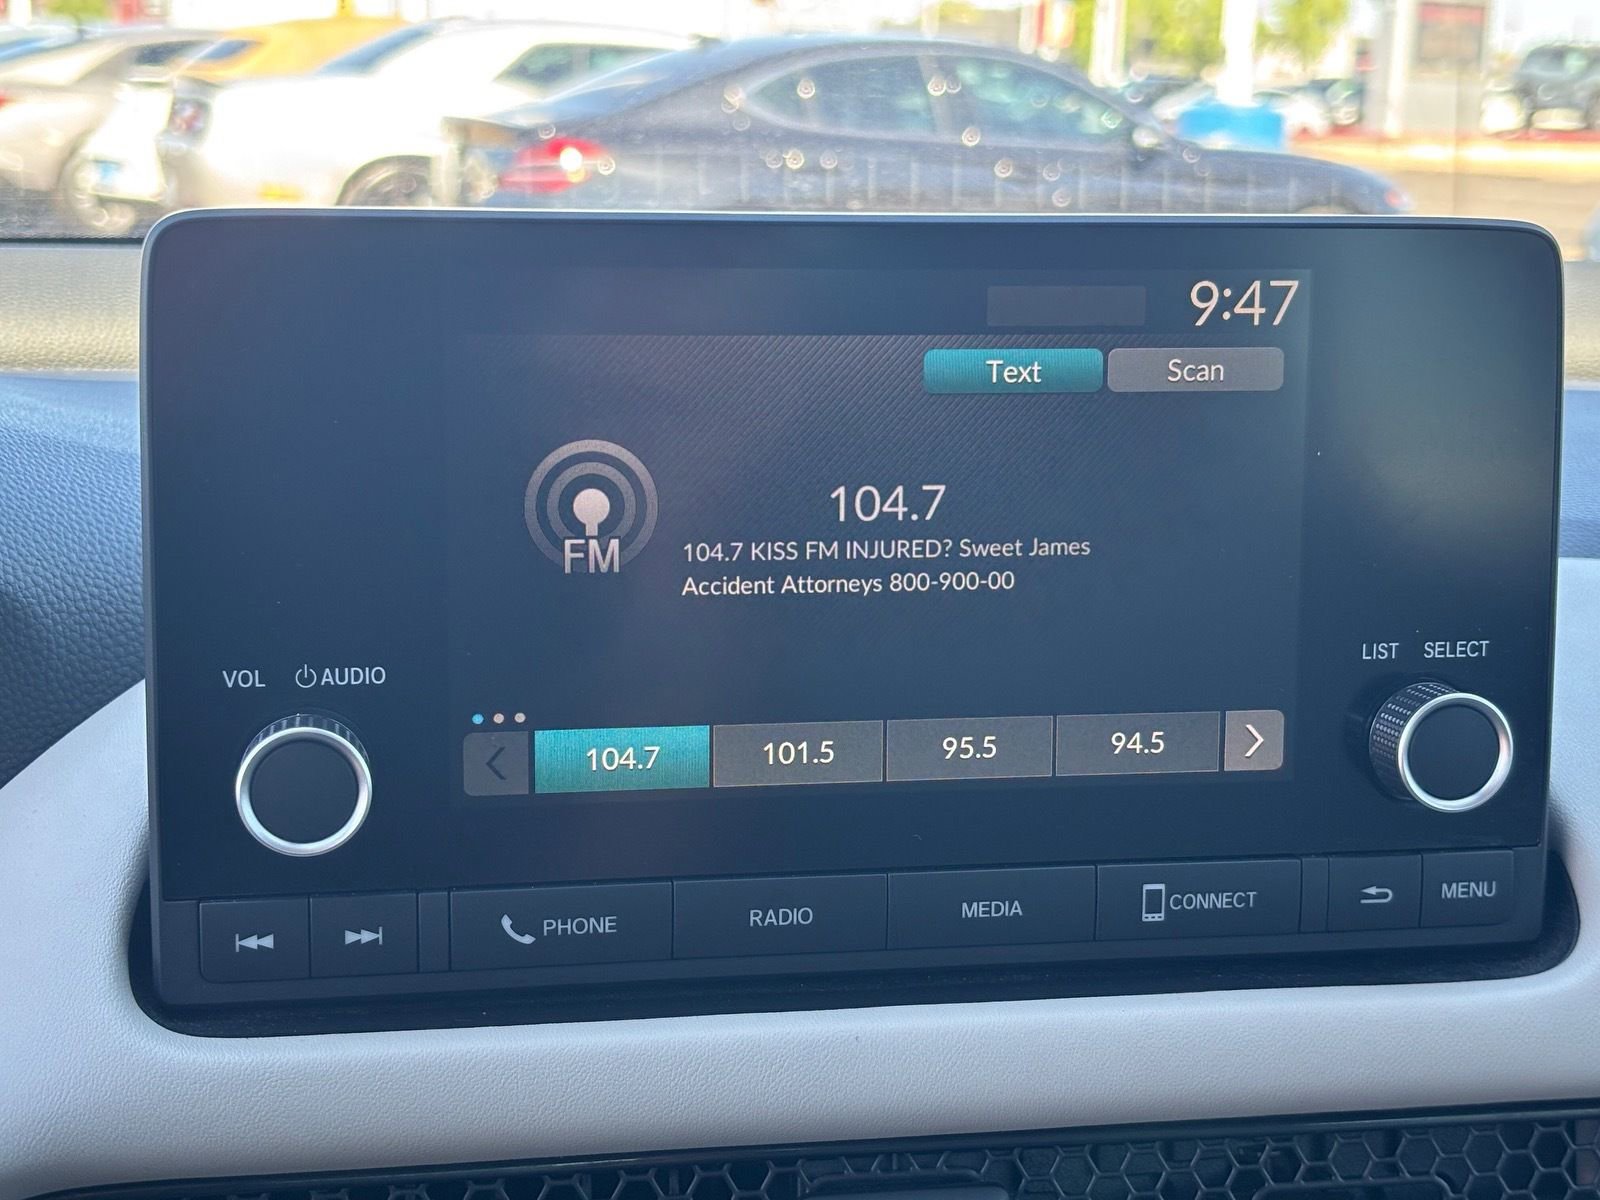 9:47
Text Scan
FM
104.7
104.7 KISS FM INJURED? Sweet James
Accident Attorneys 800-900-00
VOL AUDIO
LIST SELECT
104.7 101.5 95.5 94.5
PHONE RADIO MEDIA CONNECT MENU